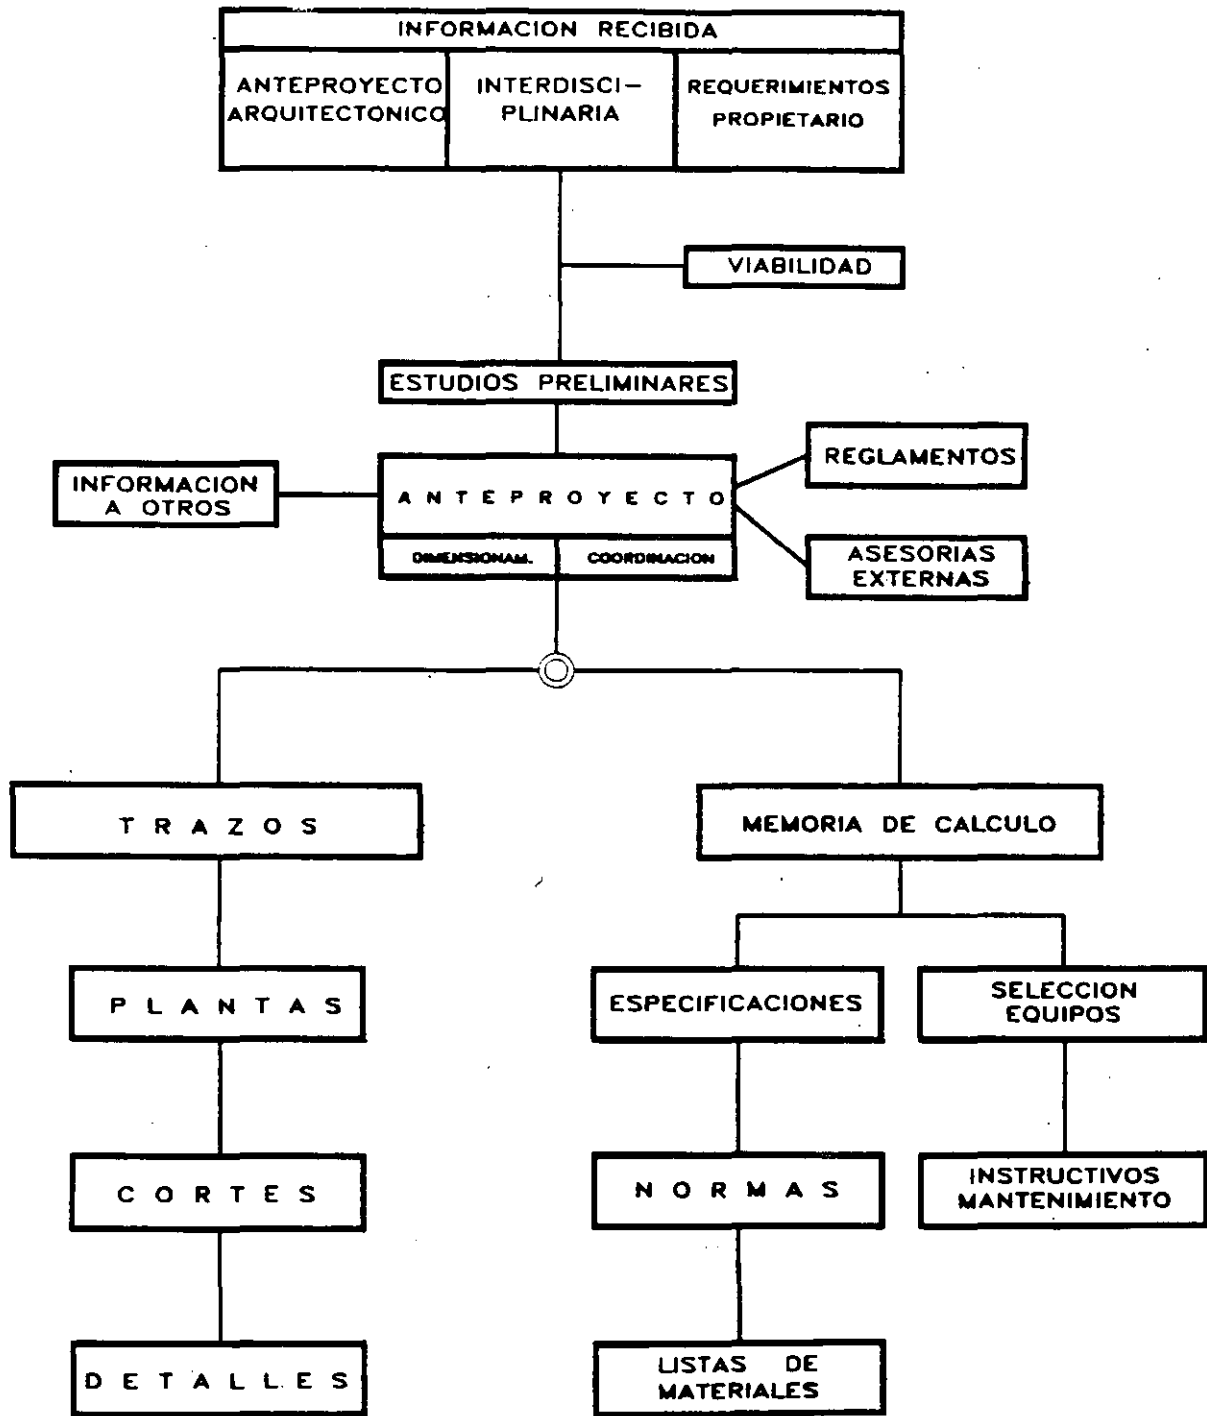 INFORMACION RECIBIDA
ANTEPROYECTO
ARQUITECTONICO
INTERDISCI-
PLINARIA
REQUERIMIENTOS
PROPIETARIO
VIABILIDAD
ESTUDIOS PRELIMINARES
INFORMACION
A OTROS
ANTEPROYECTO
DIMENSIONAM.
COORDINACION
REGLAMENTOS
ASESORIAS
EXTERNAS
TRAZOS
MEMORIA DE CALCULO
PLANTAS
ESPECIFICACIONES
SELECCION
EQUIPOS
CORTES
NORMAS
INSTRUCTIVOS
MANTENIMIENTO
DETALLES
LISTAS DE
MATERIALES